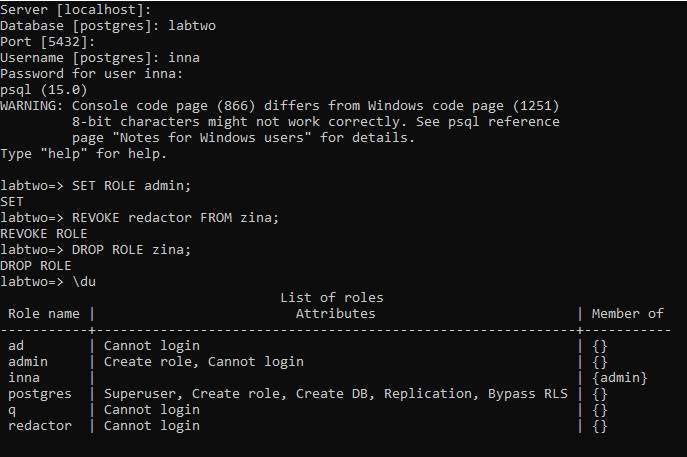 Server [localhost]:
Database [postgres]: labtwo
Port [5432]:
Username [postgres]: inna
Password for user inna:
psql (15.0)
WARNING: Console code page (866) differs from Windows code page (1251)
         8-bit characters might not work correctly. See psql reference
         page "Notes for Windows users" for details.
Type "help" for help.

labtwo=> SET ROLE admin;
SET
labtwo=> REVOKE redactor FROM zina;
REVOKE ROLE
labtwo=> DROP ROLE zina;
DROP ROLE
labtwo=> \du
                                   List of roles
 Role name |                         Attributes                         | Member of
-----------+------------------------------------------------------------+-----------
 ad        | Cannot login                                               | {}
 admin     | Create role, Cannot login                                  | {}
 inna      |                                                            | {admin}
 postgres  | Superuser, Create role, Create DB, Replication, Bypass RLS | {}
 q         | Cannot login                                               | {}
 redactor  | Cannot login                                               | {}